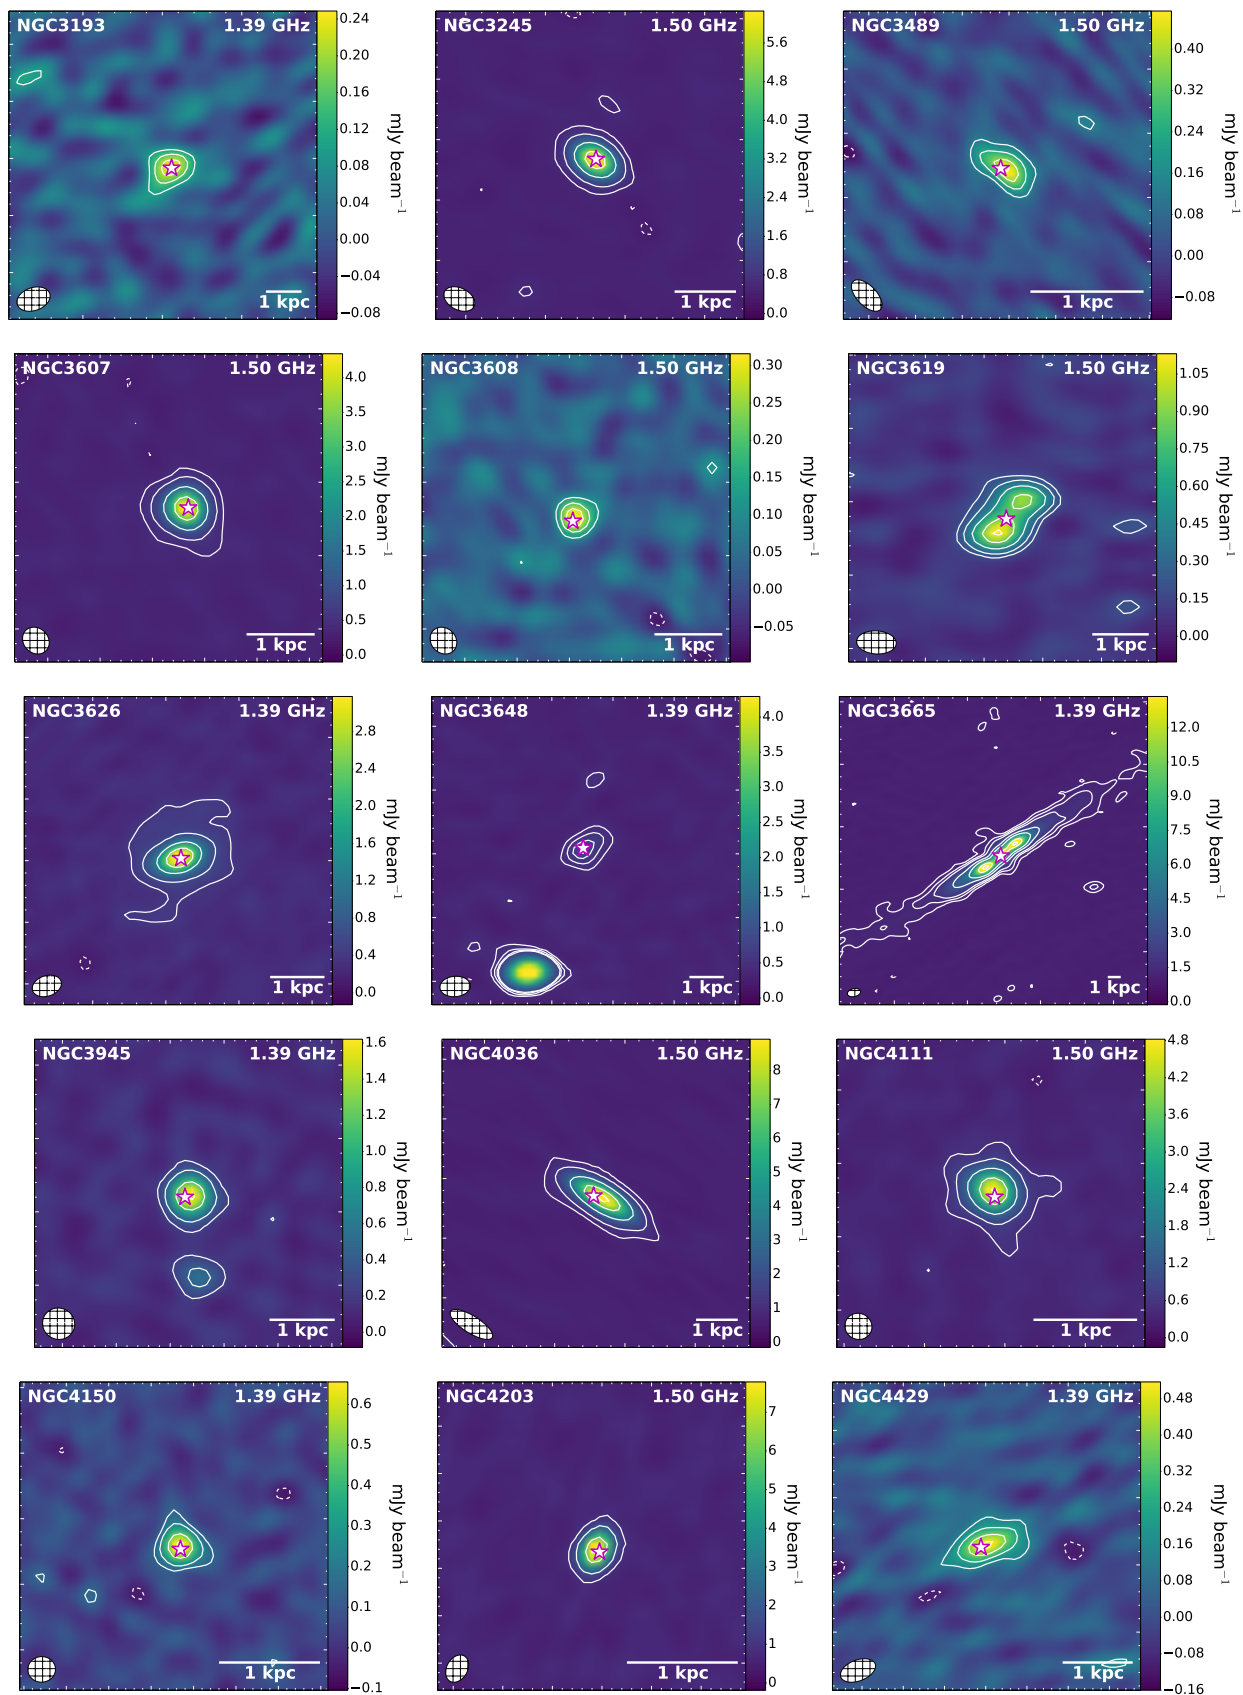 NGC3193 1.39 GHz
0.24
0.20
0.16
0.12
0.08
0.04
0.00
−0.04
−0.08
mJy beam−1
1 kpc
NGC3245 1.50 GHz
5.6
4.8
4.0
3.2
2.4
1.6
0.8
0.0
mJy beam−1
1 kpc
NGC3489 1.50 GHz
0.40
0.32
0.24
0.16
0.08
0.00
−0.08
mJy beam−1
1 kpc
NGC3607 1.50 GHz
4.0
3.5
3.0
2.5
2.0
1.5
1.0
0.5
0.0
mJy beam−1
1 kpc
NGC3608 1.50 GHz
0.30
0.25
0.20
0.15
0.10
0.05
0.00
−0.05
mJy beam−1
1 kpc
NGC3619 1.50 GHz
1.05
0.90
0.75
0.60
0.45
0.30
0.15
0.00
mJy beam−1
1 kpc
NGC3626 1.39 GHz
2.8
2.4
2.0
1.6
1.2
0.8
0.4
0.0
mJy beam−1
1 kpc
NGC3648 1.39 GHz
4.0
3.5
3.0
2.5
2.0
1.5
1.0
0.5
0.0
mJy beam−1
1 kpc
NGC3665 1.39 GHz
12.0
10.5
9.0
7.5
6.0
4.5
3.0
1.5
0.0
mJy beam−1
1 kpc
NGC3945 1.39 GHz
1.6
1.4
1.2
1.0
0.8
0.6
0.4
0.2
0.0
mJy beam−1
1 kpc
NGC4036 1.50 GHz
8
7
6
5
4
3
2
1
0
mJy beam−1
1 kpc
NGC4111 1.50 GHz
4.8
4.2
3.6
3.0
2.4
1.8
1.2
0.6
0.0
mJy beam−1
1 kpc
NGC4150 1.39 GHz
0.6
0.5
0.4
0.3
0.2
0.1
0.0
−0.1
mJy beam−1
1 kpc
NGC4203 1.50 GHz
7
6
5
4
3
2
1
0
mJy beam−1
1 kpc
NGC4429 1.39 GHz
0.48
0.40
0.32
0.24
0.16
0.08
0.00
−0.08
−0.16
mJy beam−1
1 kpc